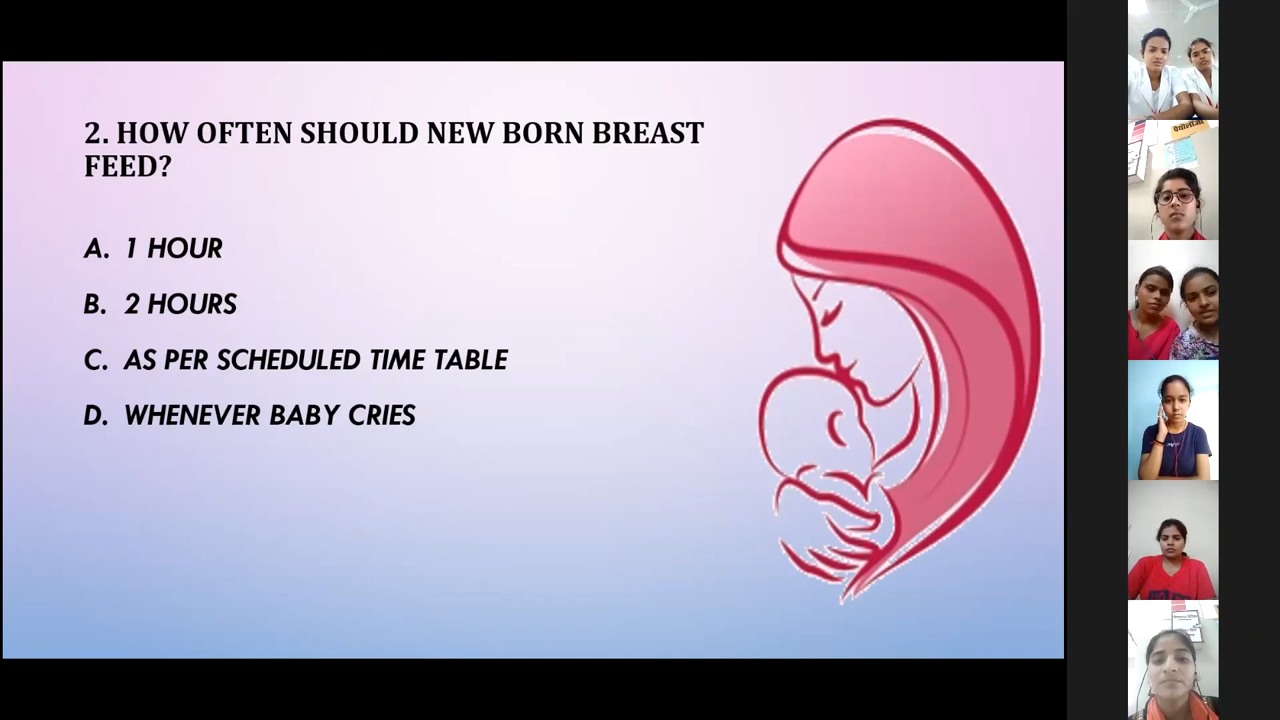 2. HOW OFTEN SHOULD NEW BORN BREAST
FEED?
A. 1 HOUR
B. 2 HOURS
C. AS PER SCHEDULED TIME TABLE
D. WHENEVER BABY CRIES